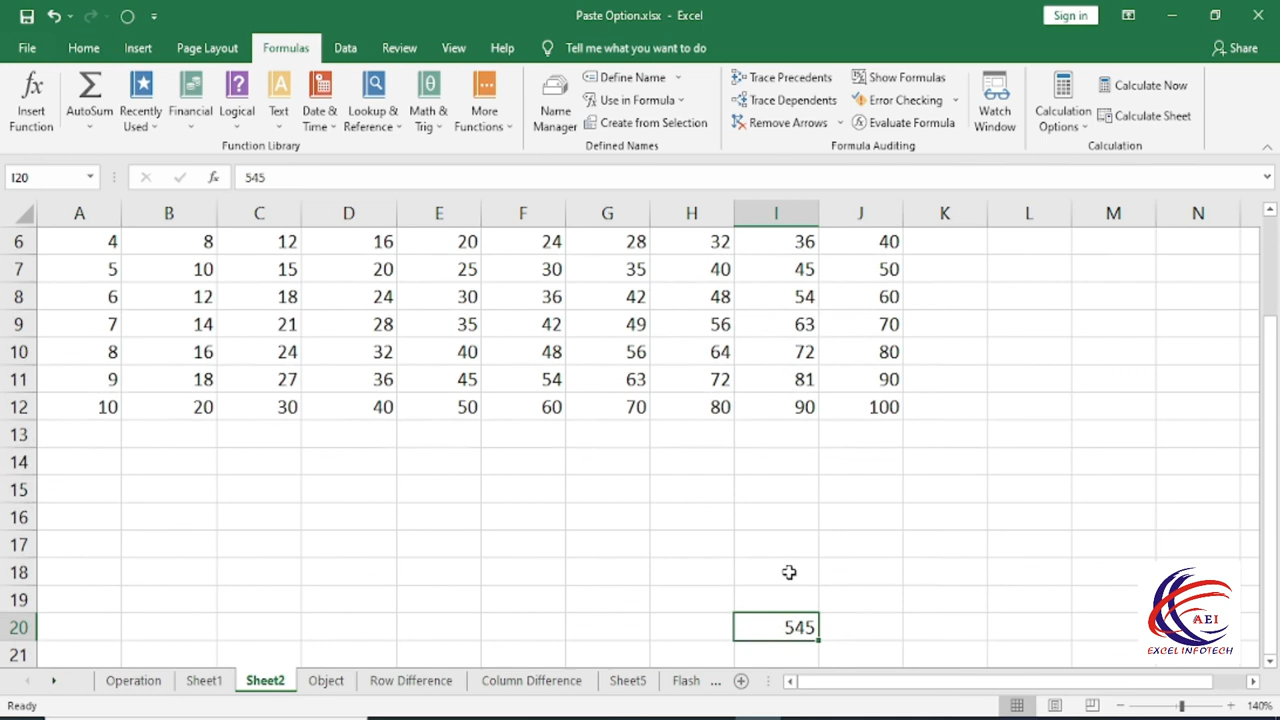 Paste Option.xlsx - Excel
Sign in
File Home Insert Page Layout Formulas Data Review View Help Tell me what you want to do Share
Insert Function
AutoSum
Recently Used
Financial
Logical
Text
Date & Time
Lookup & Reference
Math & Trig
More Functions
Function Library
Name Manager
Define Name
Use in Formula
Create from Selection
Defined Names
Trace Precedents
Trace Dependents
Remove Arrows
Show Formulas
Error Checking
Evaluate Formula
Formula Auditing
Watch Window
Calculation Options
Calculate Now
Calculate Sheet
Calculation
I20 fx 545
A B C D E F G H I J K L M N
6 4 8 12 16 20 24 28 32 36 40
7 5 10 15 20 25 30 35 40 45 50
8 6 12 18 24 30 36 42 48 54 60
9 7 14 21 28 35 42 49 56 63 70
10 8 16 24 32 40 48 56 64 72 80
11 9 18 27 36 45 54 63 72 81 90
12 10 20 30 40 50 60 70 80 90 100
13
14
15
16
17
18
19
20 545
21
AEI
EXCEL INFOTECH
Operation Sheet1 Sheet2 Object Row Difference Column Difference Sheet5 Flash ...
Ready 140%